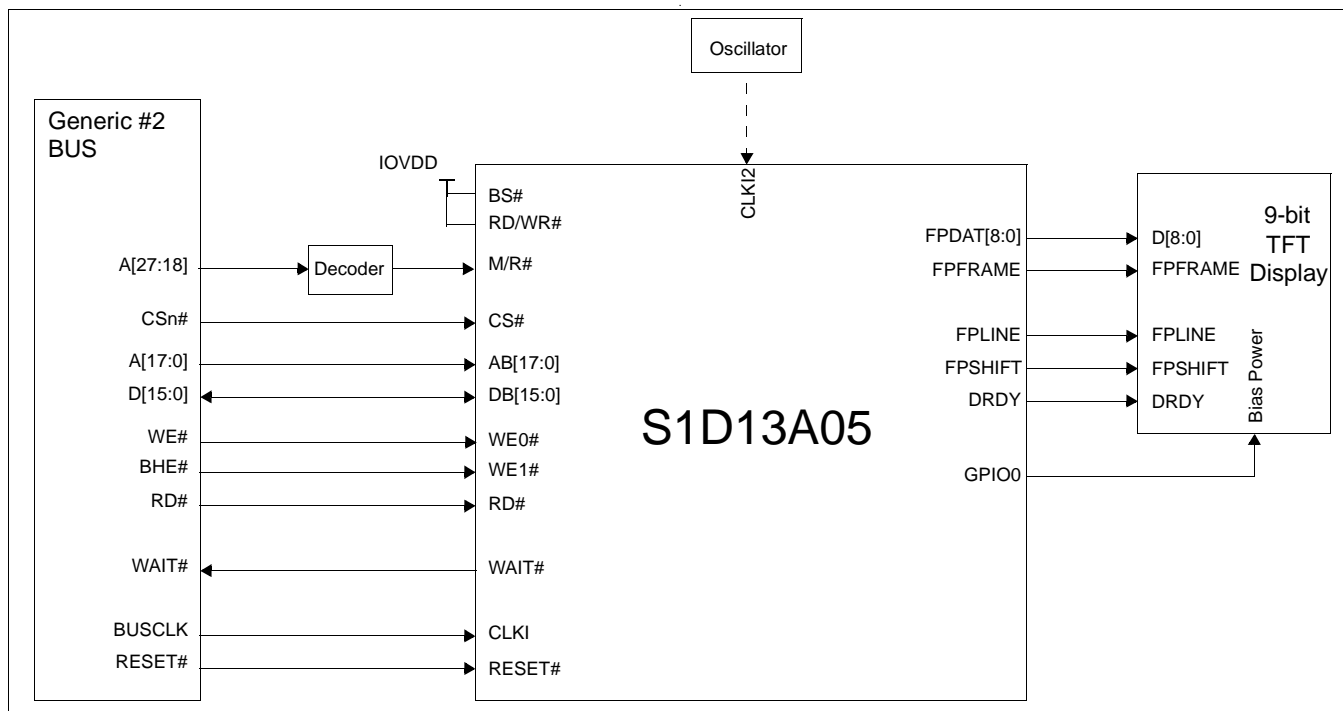 Oscillator
Generic #2
BUS
IOVDD
BS#
RD/WR#
CLKI2
A[27:18]
Decoder
M/R#
CSn#
CS#
A[17:0]
AB[17:0]
D[15:0]
DB[15:0]
WE#
WE0#
BHE#
WE1#
RD#
RD#
WAIT#
WAIT#
BUSCLK
CLKI
RESET#
RESET#
S1D13A05
FPDAT[8:0]
FPFRAME
FPLINE
FPSHIFT
DRDY
GPIO0
9-bit
TFT
Display
D[8:0]
FPFRAME
FPLINE
FPSHIFT
DRDY
Bias Power